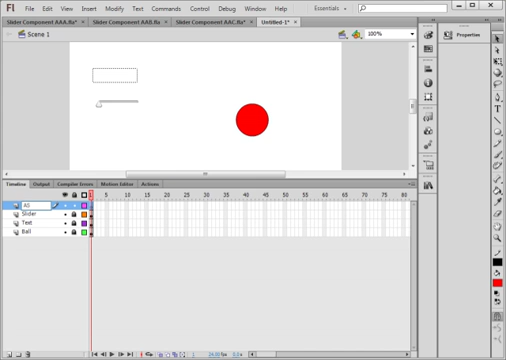 Fl File Edit View Insert Modify Text Commands Control Debug Window Help Essentials
Slider Component AAA.fla* Slider Component AAB.fla Slider Component AAC.fla* Untitled-1*
Scene 1 100%
Properties
Timeline Output Compiler Errors Motion Editor Actions
1 5 10 15 20 25 30 35 40 45 50 55 60 65 70 75 80
AS
Slider
Text
Ball
1 24.00 fps 0.0 s